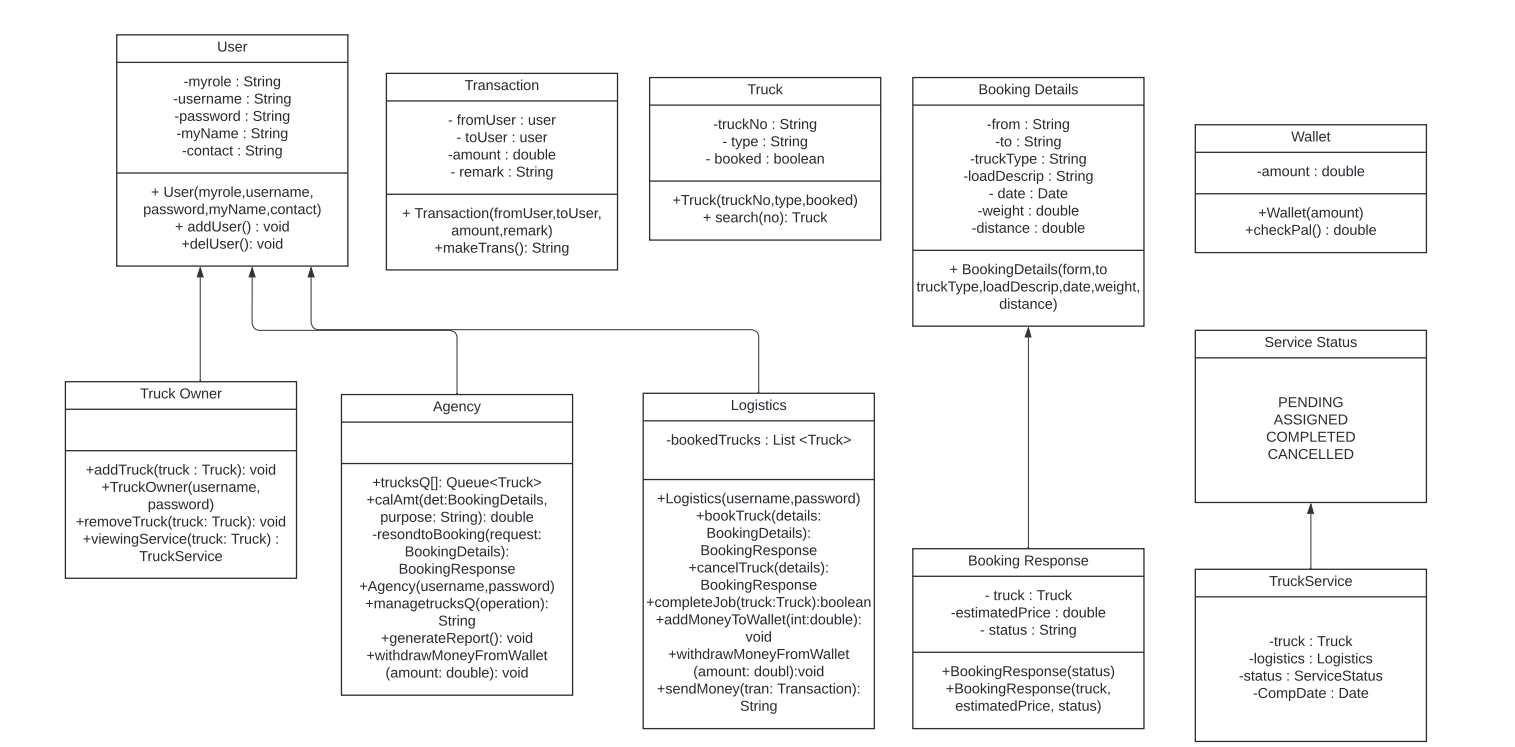 User
-myrole : String
-username : String
-password : String
-myName : String
-contact : String
+ User(myrole,username,
password,myName,contact)
+ addUser() : void
+delUser(): void
Transaction
- fromUser : user
- toUser : user
-amount : double
- remark : String
+ Transaction(fromUser,toUser,
amount,remark)
+makeTrans(): String
Truck
-truckNo : String
- type : String
- booked : boolean
+Truck(truckNo,type,booked)
+ search(no): Truck
Booking Details
-from : String
-to : String
-truckType : String
-loadDescrip : String
- date : Date
-weight : double
-distance : double
+ BookingDetails(form,to
truckType,loadDescrip,date,weight,
distance)
Wallet
-amount : double
+Wallet(amount)
+checkPal() : double
Truck Owner
+addTruck(truck : Truck): void
+TruckOwner(username,
password)
+removeTruck(truck: Truck): void
+viewingService(truck: Truck) :
TruckService
Agency
+trucksQ[]: Queue<Truck>
+calAmt(det:BookingDetails,
purpose: String): double
-resondtoBooking(request:
BookingDetails):
BookingResponse
+Agency(username,password)
+managetrucksQ(operation):
String
+generateReport(): void
+withdrawMoneyFromWallet
(amount: double): void
Logistics
-bookedTrucks : List <Truck>
+Logistics(username,password)
+bookTruck(details:
BookingDetails):
BookingResponse
+cancelTruck(details):
BookingResponse
+completeJob(truck:Truck):boolean
+addMoneyToWallet(int:double):
void
+withdrawMoneyFromWallet
(amount: doubl):void
+sendMoney(tran: Transaction):
String
Booking Response
- truck : Truck
-estimatedPrice : double
- status : String
+BookingResponse(status)
+BookingResponse(truck,
estimatedPrice, status)
Service Status
PENDING
ASSIGNED
COMPLETED
CANCELLED
TruckService
-truck : Truck
-logistics : Logistics
-status : ServiceStatus
-CompDate : Date